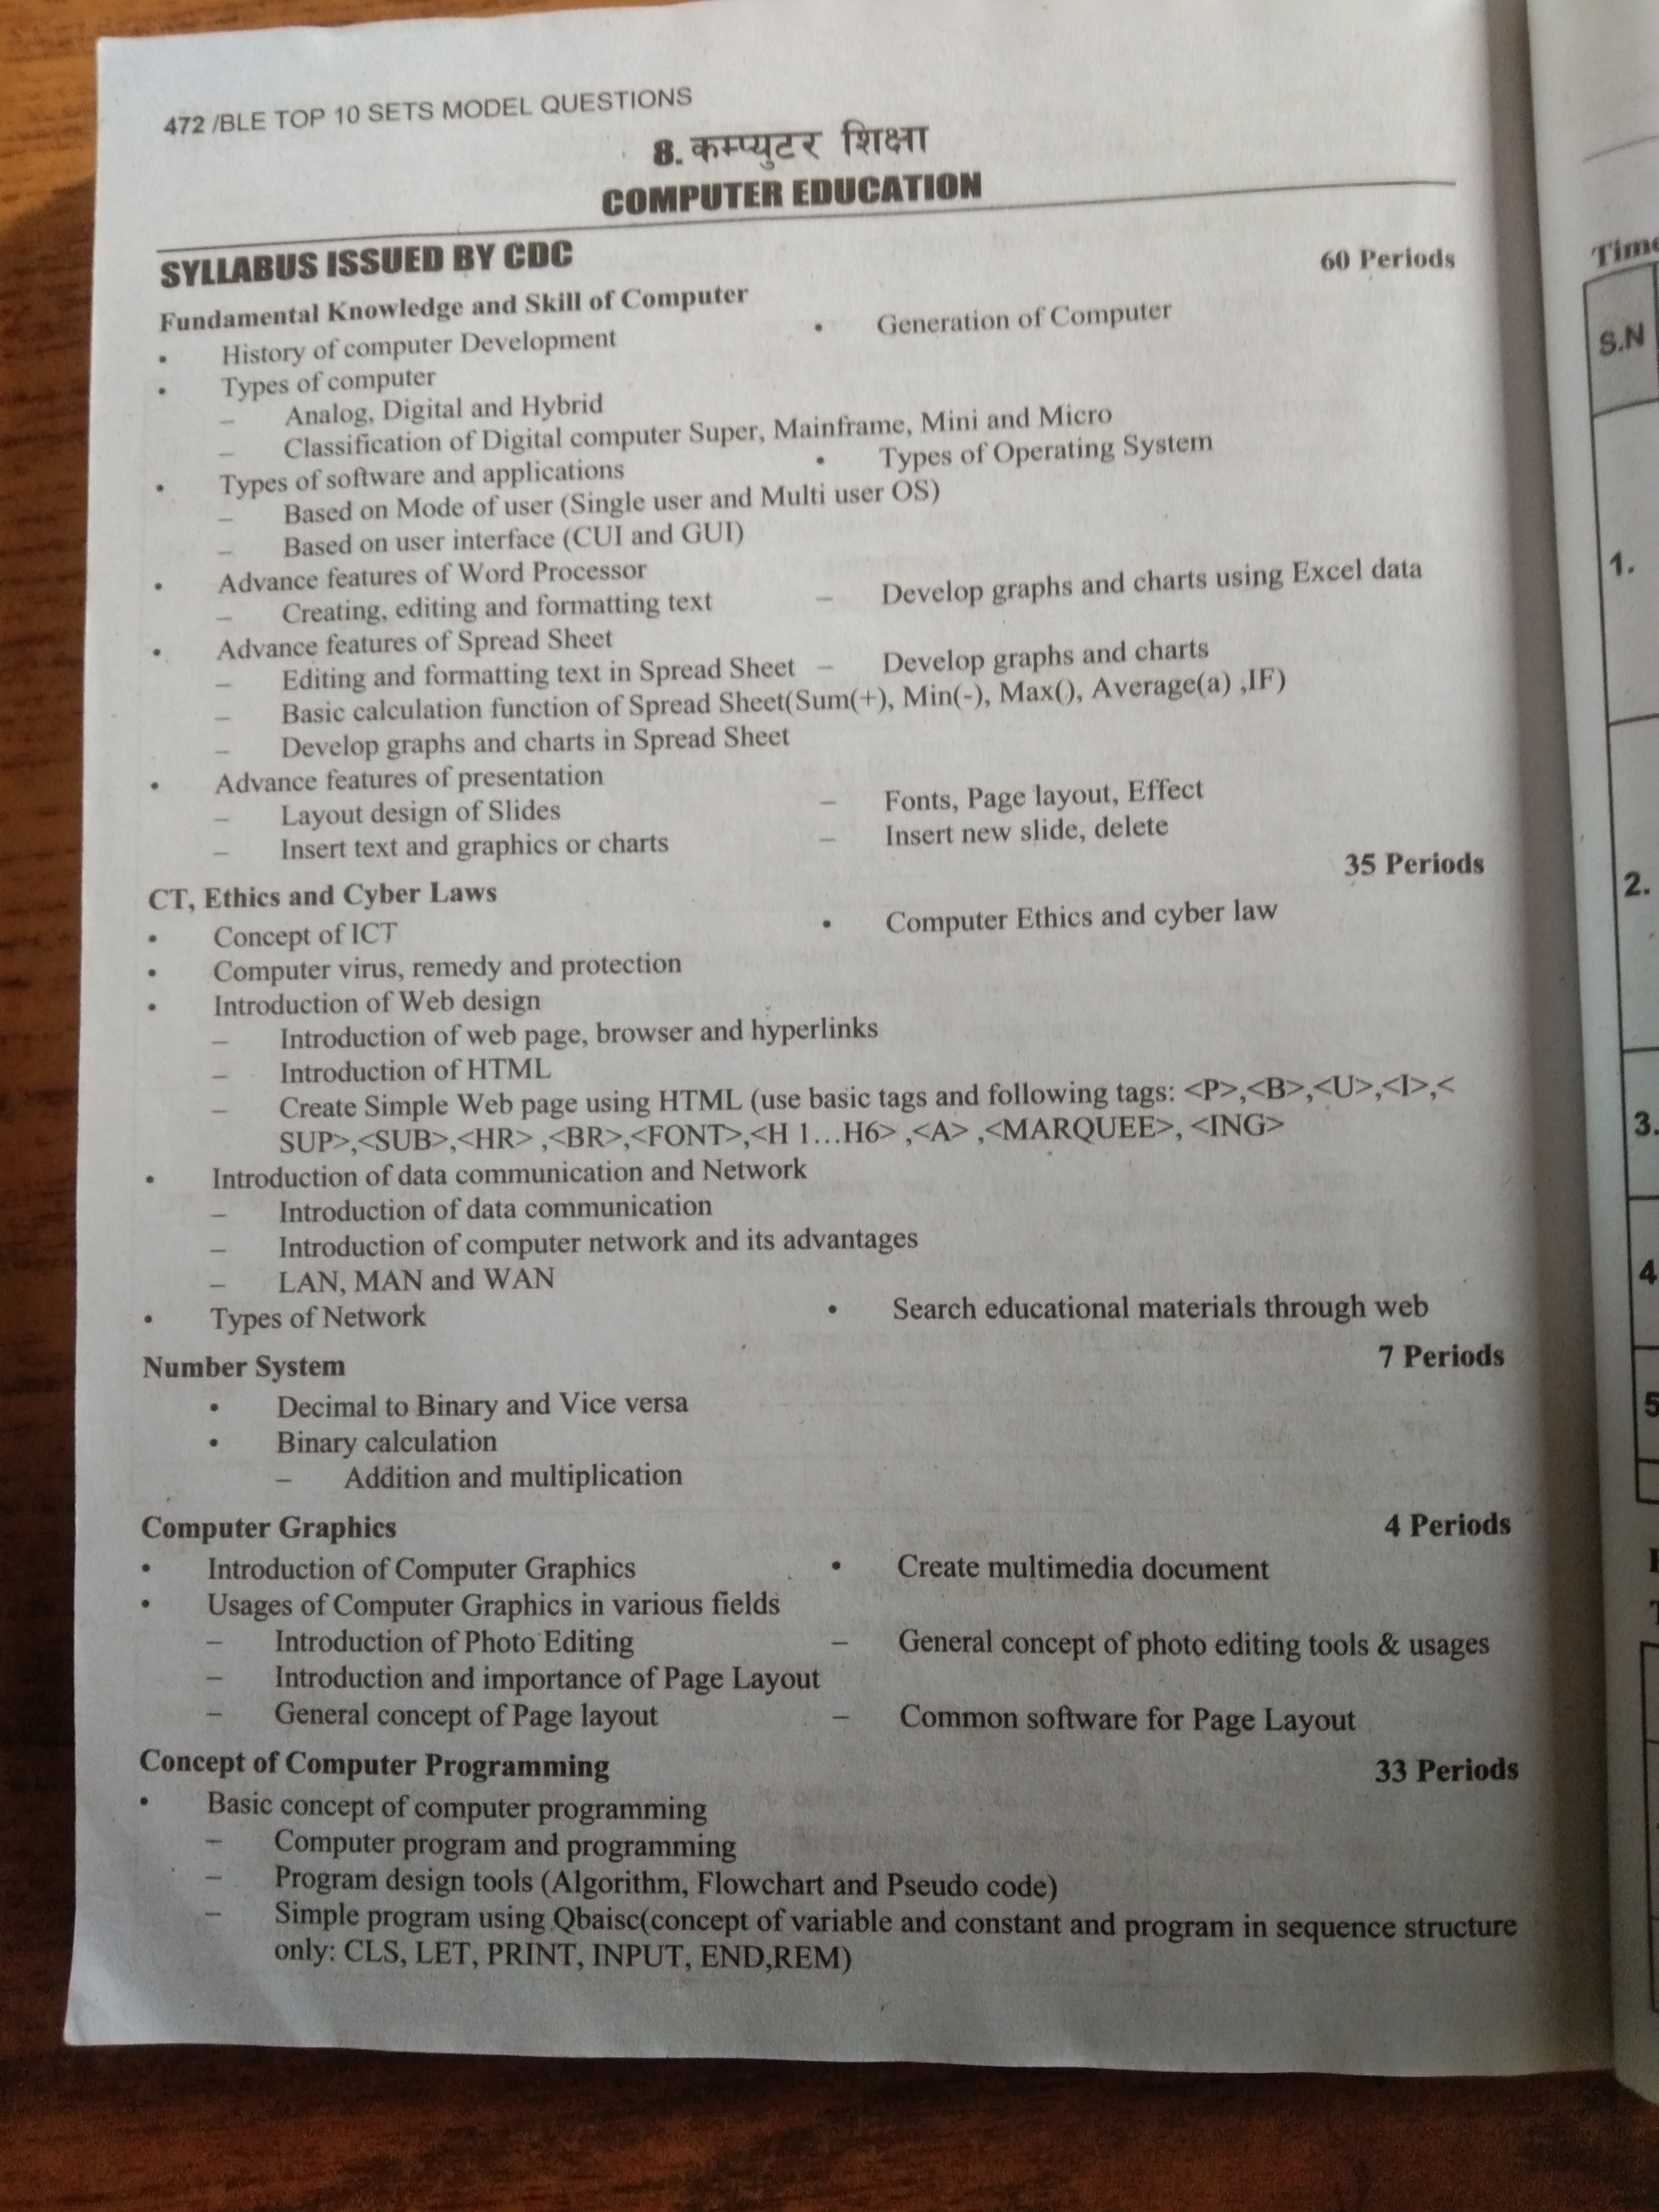 472 /BLE TOP 10 SETS MODEL QUESTIONS
8. कम्प्युटर शिक्षा
COMPUTER EDUCATION
SYLLABUS ISSUED BY CDC
Fundamental Knowledge and Skill of Computer 60 Periods
• History of computer Development • Generation of Computer
• Types of computer
– Analog, Digital and Hybrid
– Classification of Digital computer Super, Mainframe, Mini and Micro
• Types of software and applications • Types of Operating System
– Based on Mode of user (Single user and Multi user OS)
– Based on user interface (CUI and GUI)
• Advance features of Word Processor
– Creating, editing and formatting text – Develop graphs and charts using Excel data
• Advance features of Spread Sheet
– Editing and formatting text in Spread Sheet – Develop graphs and charts
– Basic calculation function of Spread Sheet(Sum(+), Min(-), Max(), Average(a) ,IF)
– Develop graphs and charts in Spread Sheet
• Advance features of presentation
– Layout design of Slides – Fonts, Page layout, Effect
– Insert text and graphics or charts – Insert new slide, delete
CT, Ethics and Cyber Laws 35 Periods
• Concept of ICT • Computer Ethics and cyber law
• Computer virus, remedy and protection
• Introduction of Web design
– Introduction of web page, browser and hyperlinks
– Introduction of HTML
– Create Simple Web page using HTML (use basic tags and following tags: <P>,<B>,<U>,<I>,<
SUP>,<SUB>,<HR> ,<BR>,<FONT>,<H 1...H6> ,<A> ,<MARQUEE>, <ING>
• Introduction of data communication and Network
– Introduction of data communication
– Introduction of computer network and its advantages
– LAN, MAN and WAN
• Types of Network • Search educational materials through web
Number System 7 Periods
• Decimal to Binary and Vice versa
• Binary calculation
– Addition and multiplication
Computer Graphics 4 Periods
• Introduction of Computer Graphics • Create multimedia document
• Usages of Computer Graphics in various fields
– Introduction of Photo Editing – General concept of photo editing tools & usages
– Introduction and importance of Page Layout
– General concept of Page layout – Common software for Page Layout
Concept of Computer Programming 33 Periods
• Basic concept of computer programming
– Computer program and programming
– Program design tools (Algorithm, Flowchart and Pseudo code)
– Simple program using Qbaisc(concept of variable and constant and program in sequence structure
only: CLS, LET, PRINT, INPUT, END,REM)
S.N
1.
2.
3.
4
5